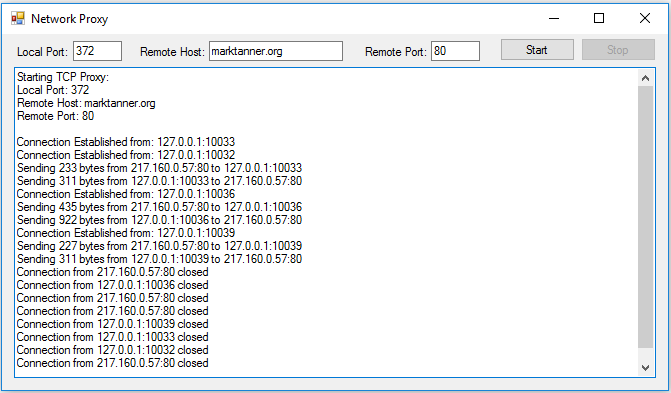 Network Proxy
Local Port: 372 Remote Host: marktanner.org Remote Port: 80 Start Stop
Starting TCP Proxy:
Local Port: 372
Remote Host: marktanner.org
Remote Port: 80
Connection Established from: 127.0.0.1:10033
Connection Established from: 127.0.0.1:10032
Sending 233 bytes from 217.160.0.57:80 to 127.0.0.1:10033
Sending 311 bytes from 127.0.0.1:10033 to 217.160.0.57:80
Connection Established from: 127.0.0.1:10036
Sending 435 bytes from 217.160.0.57:80 to 127.0.0.1:10036
Sending 922 bytes from 127.0.0.1:10036 to 217.160.0.57:80
Connection Established from: 127.0.0.1:10039
Sending 227 bytes from 217.160.0.57:80 to 127.0.0.1:10039
Sending 311 bytes from 127.0.0.1:10039 to 217.160.0.57:80
Connection from 217.160.0.57:80 closed
Connection from 127.0.0.1:10036 closed
Connection from 217.160.0.57:80 closed
Connection from 217.160.0.57:80 closed
Connection from 127.0.0.1:10039 closed
Connection from 127.0.0.1:10033 closed
Connection from 127.0.0.1:10032 closed
Connection from 217.160.0.57:80 closed